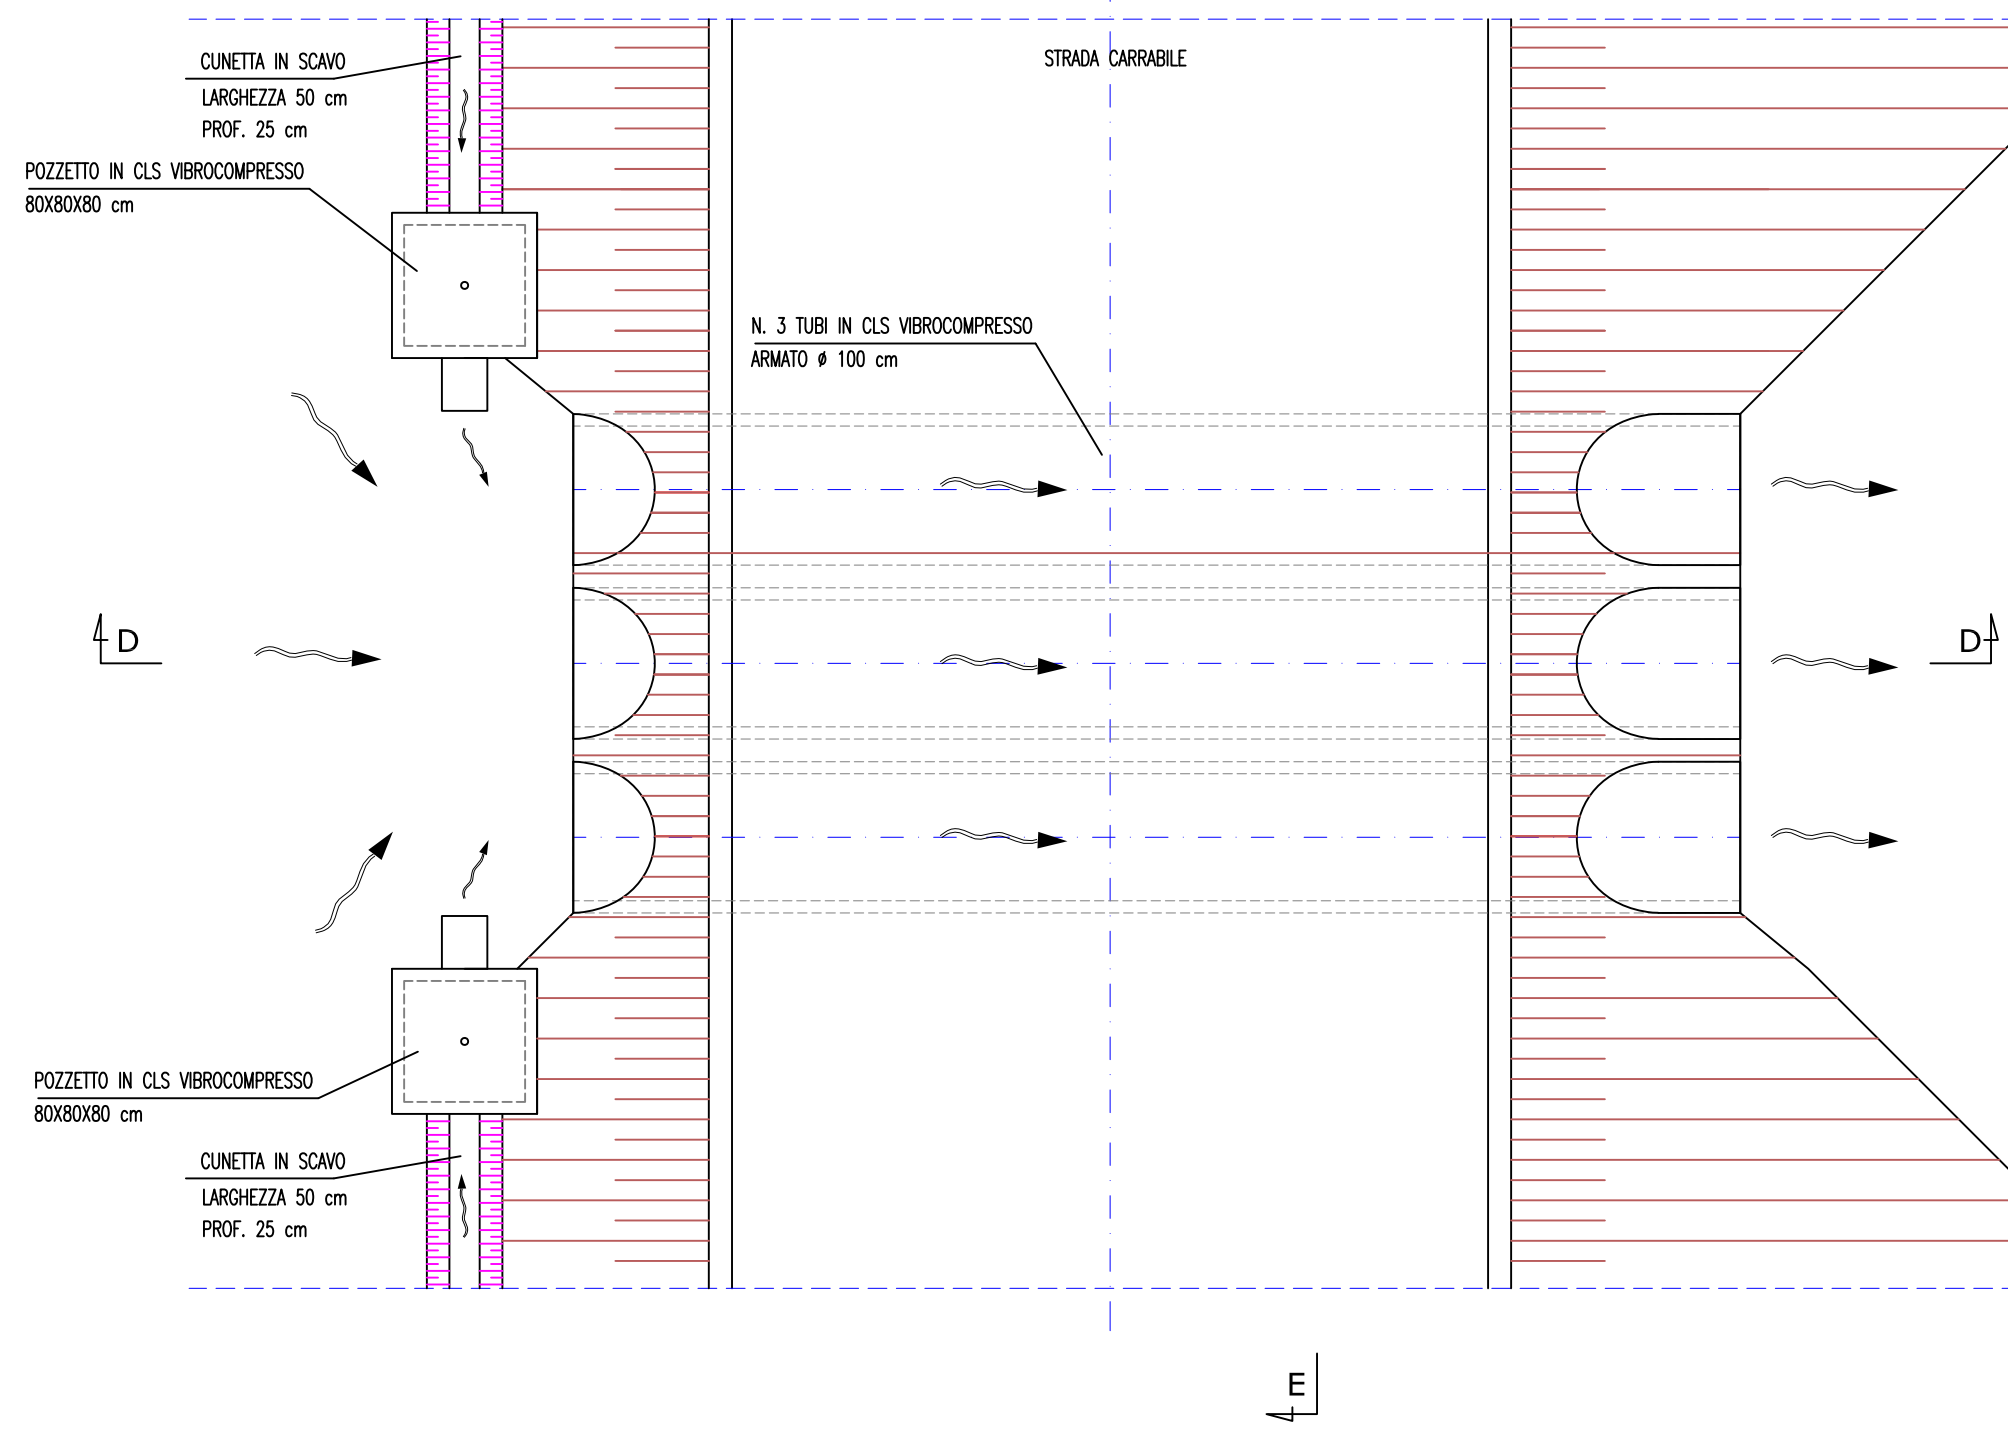 STRADA CARRABILE
CUNETTA IN SCAVO
LARGHEZZA 50 cm
PROF. 25 cm
POZZETTO IN CLS VIBROCOMPRESSO
80X80X80 cm
N. 3 TUBI IN CLS VIBROCOMPRESSO
ARMATO Ø 100 cm
D
D
POZZETTO IN CLS VIBROCOMPRESSO
80X80X80 cm
CUNETTA IN SCAVO
LARGHEZZA 50 cm
PROF. 25 cm
E